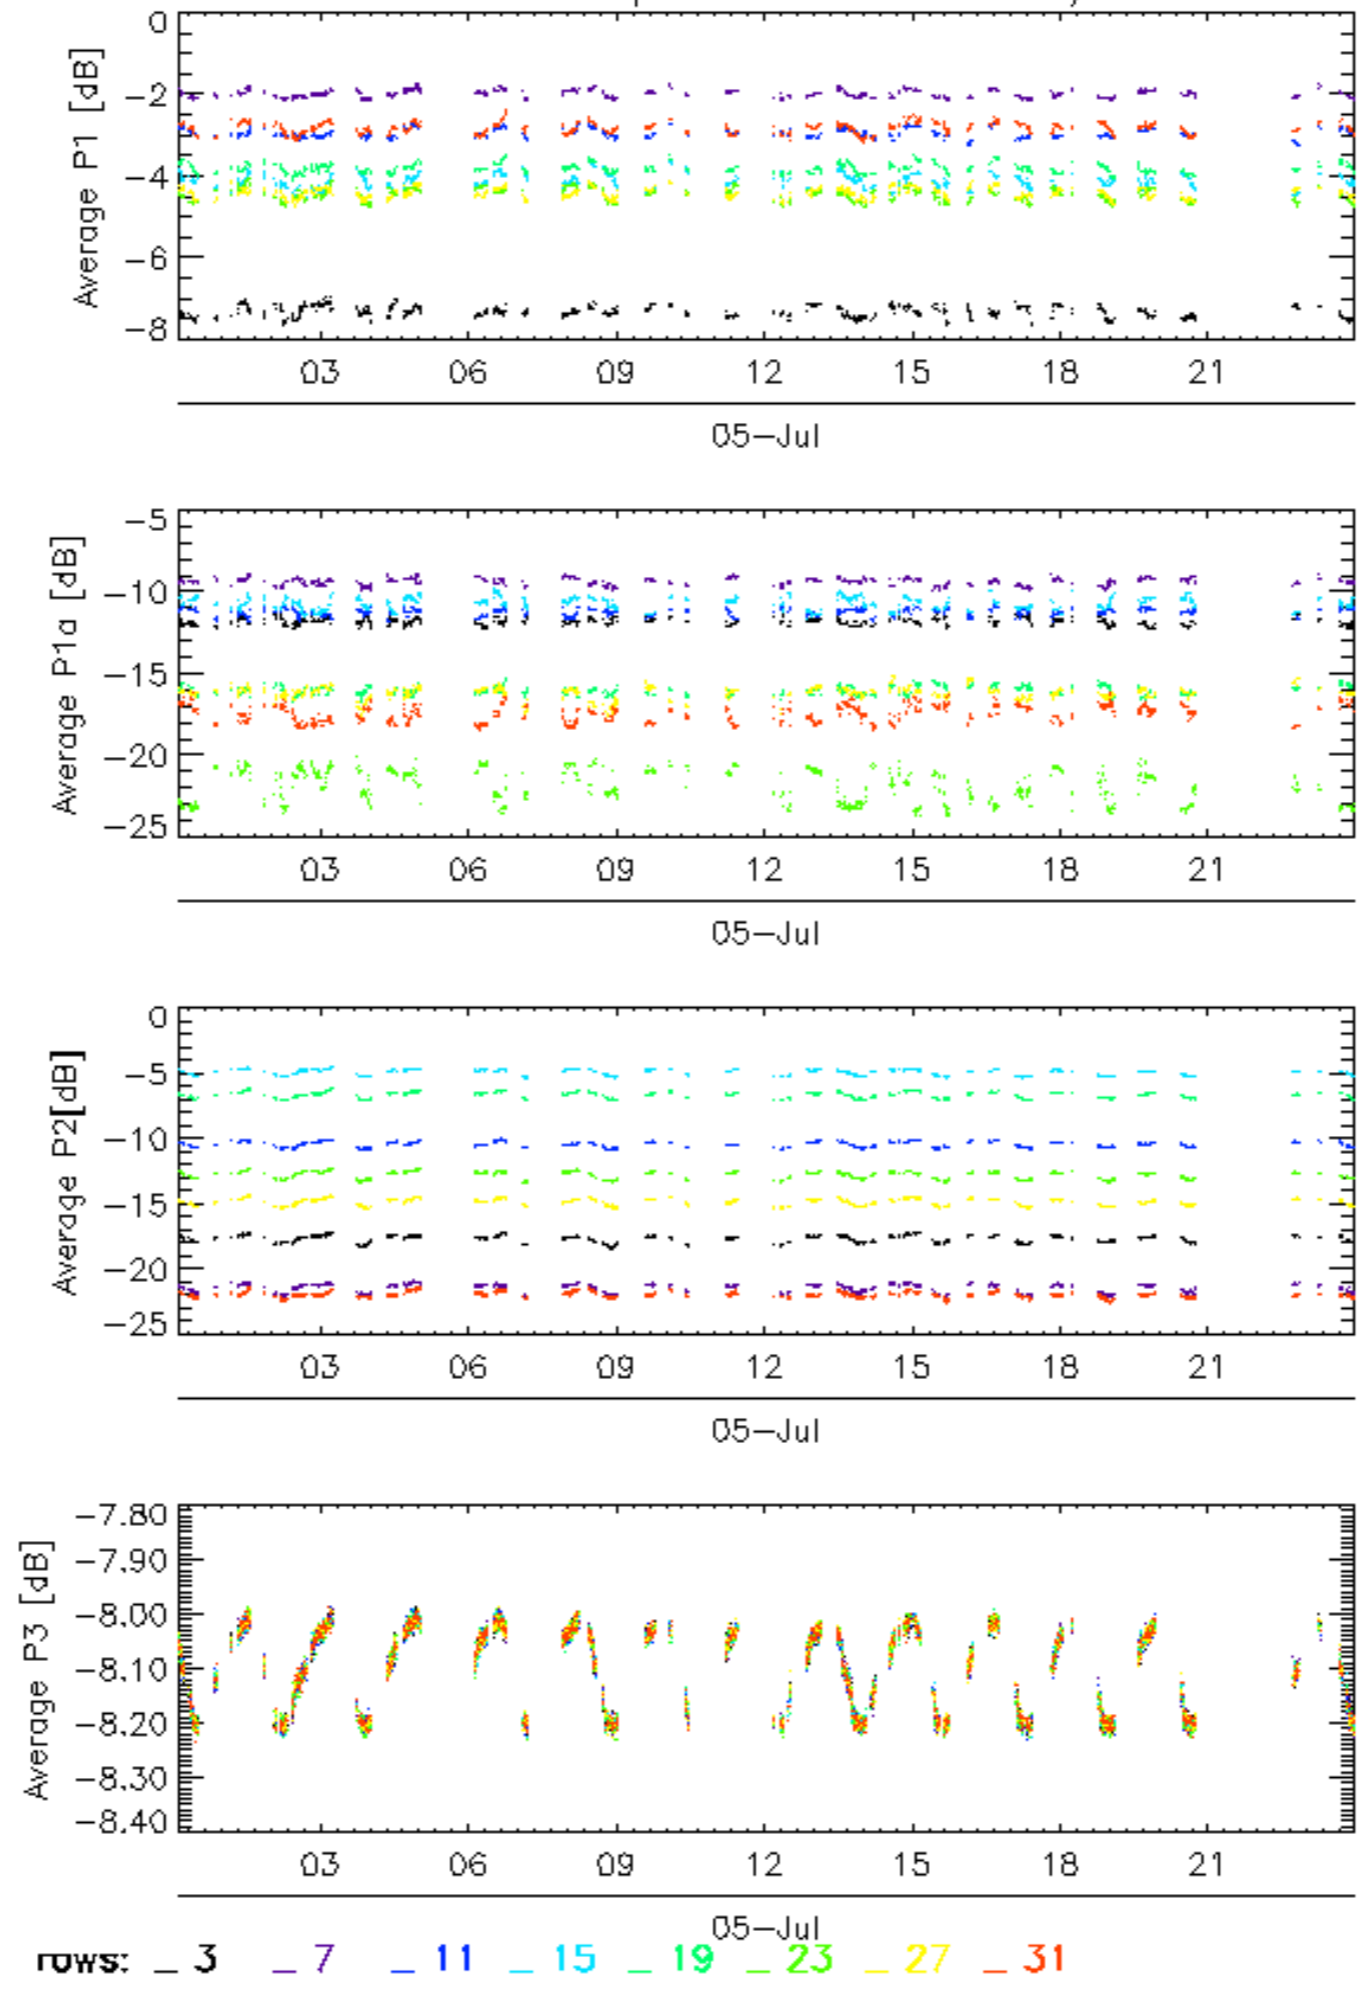 0
-2
-4
-6
-8
Average P1 [dB]
03 06 09 12 15 18 21
05-Jul
-5
-10
-15
-20
-25
Average P1a [dB]
03 06 09 12 15 18 21
05-Jul
0
-5
-10
-15
-20
-25
Average P2[dB]
03 06 09 12 15 18 21
05-Jul
-7.80
-7.90
-8.00
-8.10
-8.20
-8.30
-8.40
Average P3 [dB]
03 06 09 12 15 18 21
05-Jul
rows: _ 3 _ 7 _ 11 _ 15 _ 19 _ 23 _ 27 _ 31